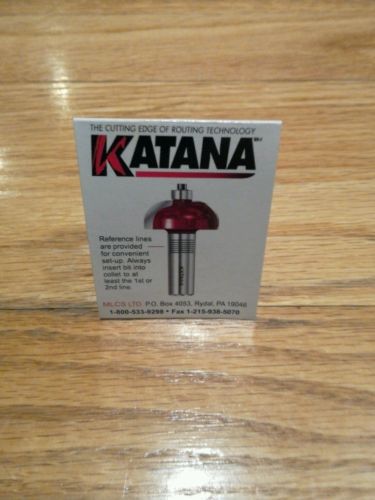 THE CUTTING EDGE OF ROUTING TECHNOLOGY
KATANA
Reference lines
are provided
for convenient
set-up. Always
insert bit into
collet to at
least the 1st or
2nd line.
MLCS LTD P.O. Box 4053, Rydal, PA 19046
1-800-533-9298 • Fax 1-215-938-5070